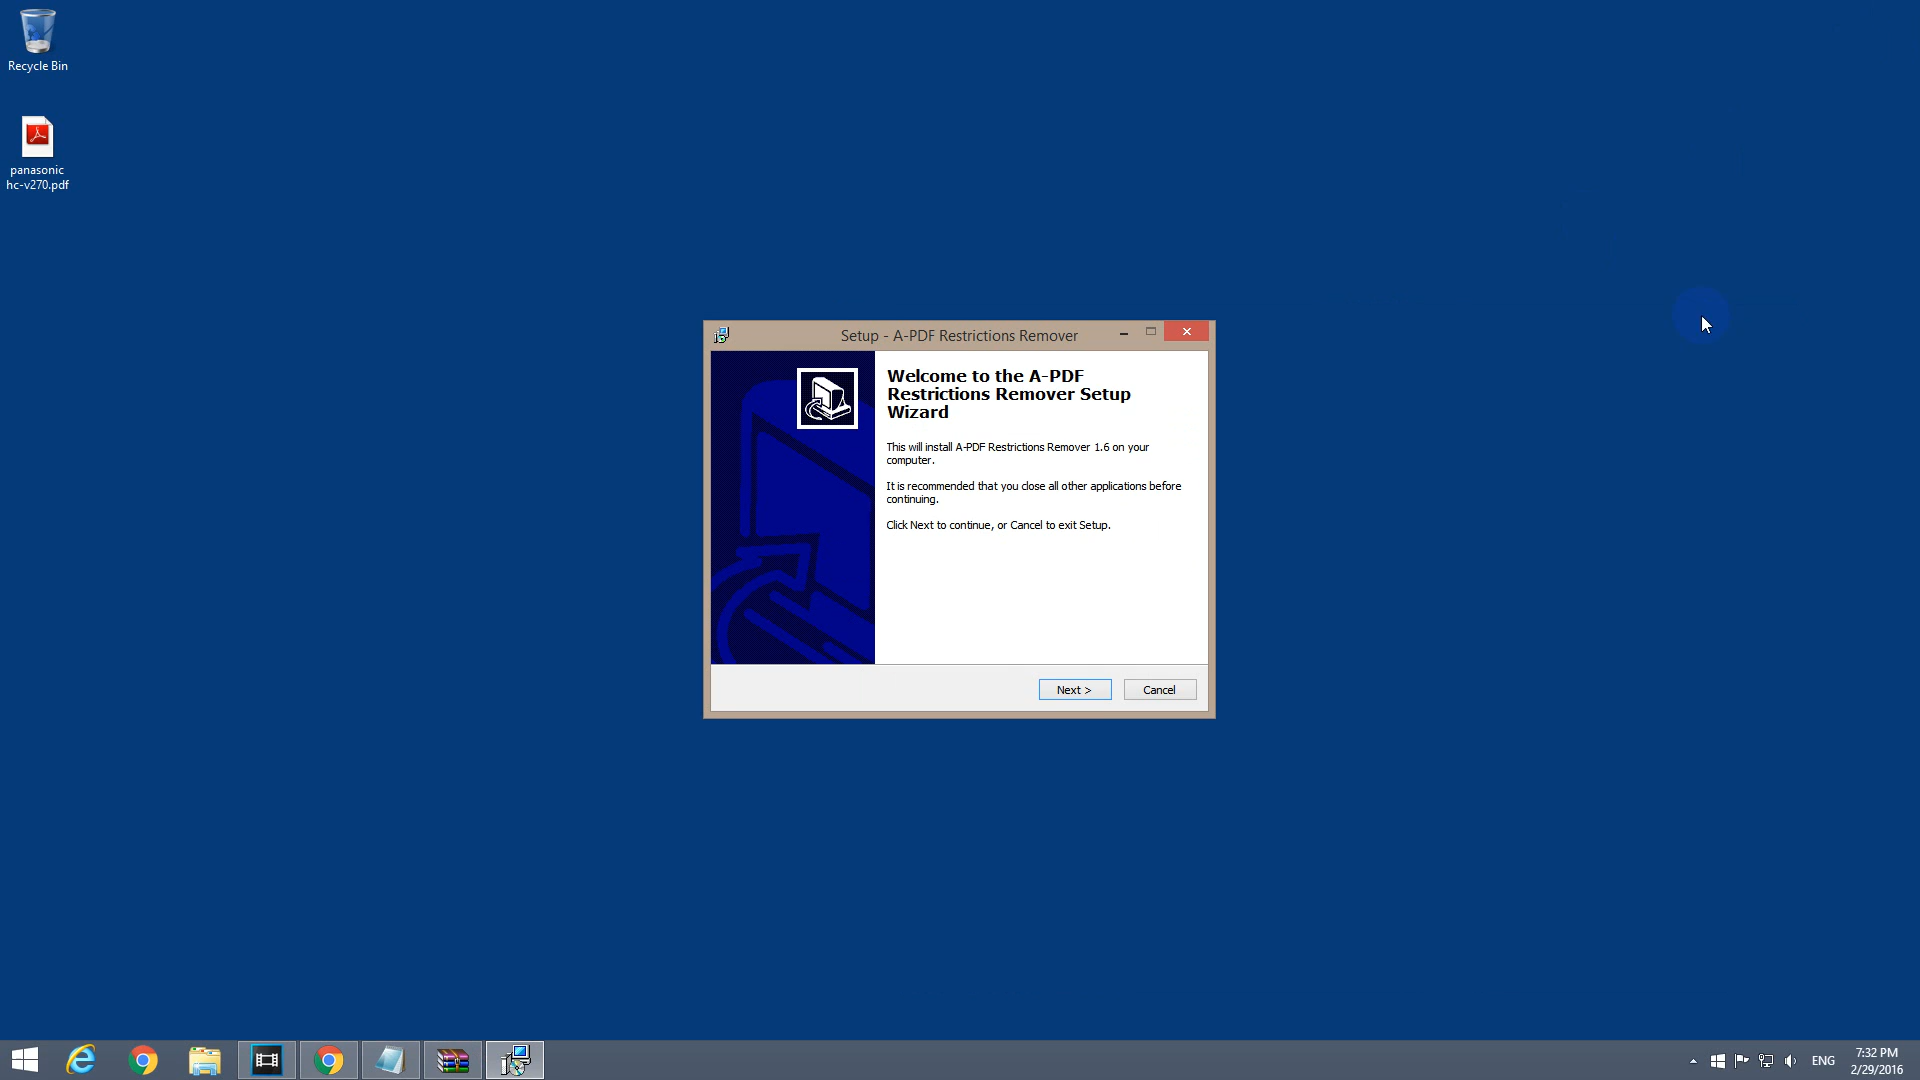 Recycle Bin
panasonic
hc-v270.pdf
Setup - A-PDF Restrictions Remover
Welcome to the A-PDF
Restrictions Remover Setup
Wizard
This will install A-PDF Restrictions Remover 1.6 on your
computer.
It is recommended that you close all other applications before
continuing.
Click Next to continue, or Cancel to exit Setup.
Next >
Cancel
ENG
7:32 PM
2/29/2016